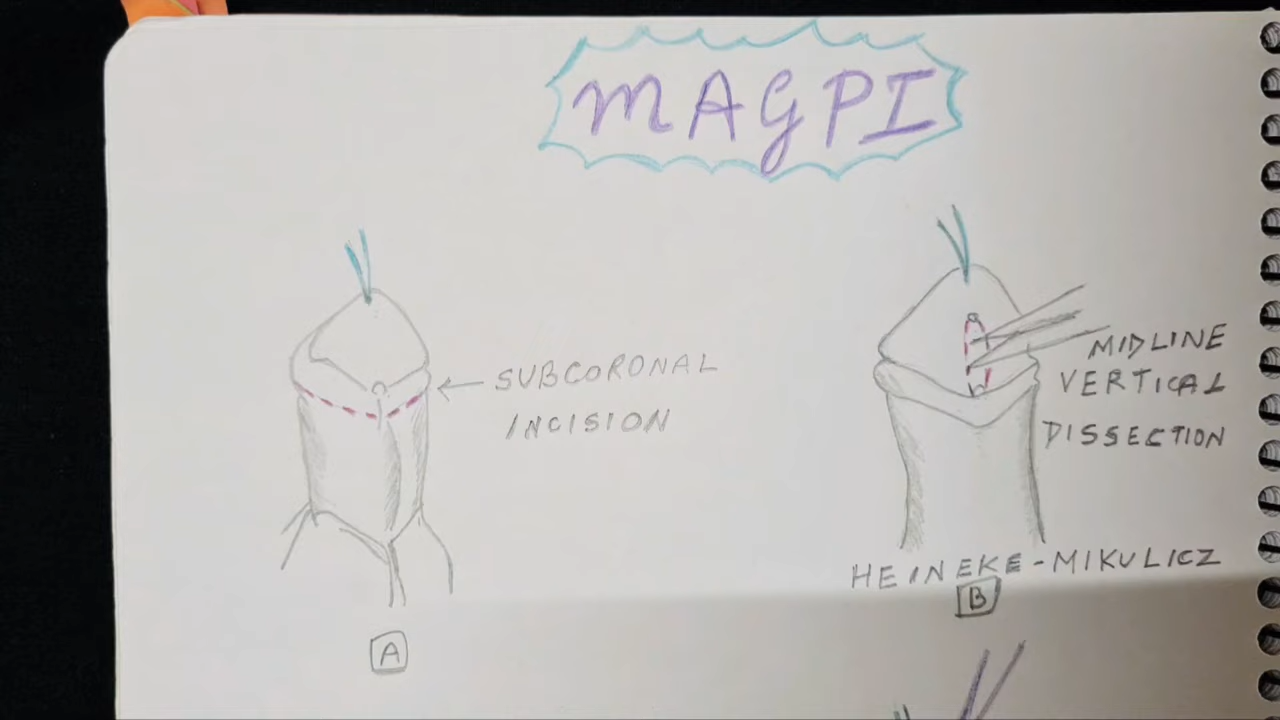 MAGPI
SUBCORONAL
INCISION
A
MIDLINE
VERTICAL
DISSECTION
HEINEKE-MIKULICZ
B